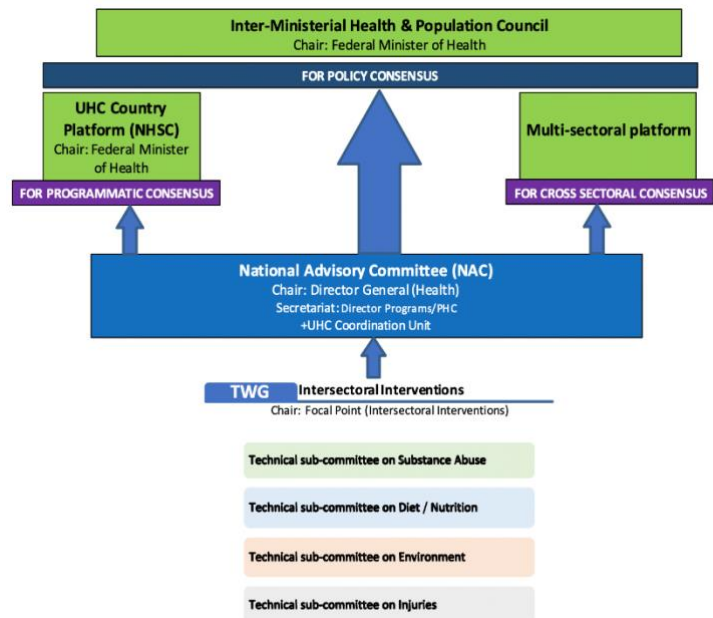 Inter-Ministerial Health & Population Council
Chair: Federal Minister of Health
FOR POLICY CONSENSUS
UHC Country
Platform (NHSC)
Chair: Federal Minister
of Health
FOR PROGRAMMATIC CONSENSUS
Multi-sectoral platform
FOR CROSS SECTORAL CONSENSUS
National Advisory Committee (NAC)
Chair: Director General (Health)
Secretariat: Director Programs/PHC
+UHC Coordination Unit
TWG Intersectoral Interventions
Chair: Focal Point (Intersectoral Interventions)
Technical sub-committee on Substance Abuse
Technical sub-committee on Diet / Nutrition
Technical sub-committee on Environment
Technical sub-committee on Injuries